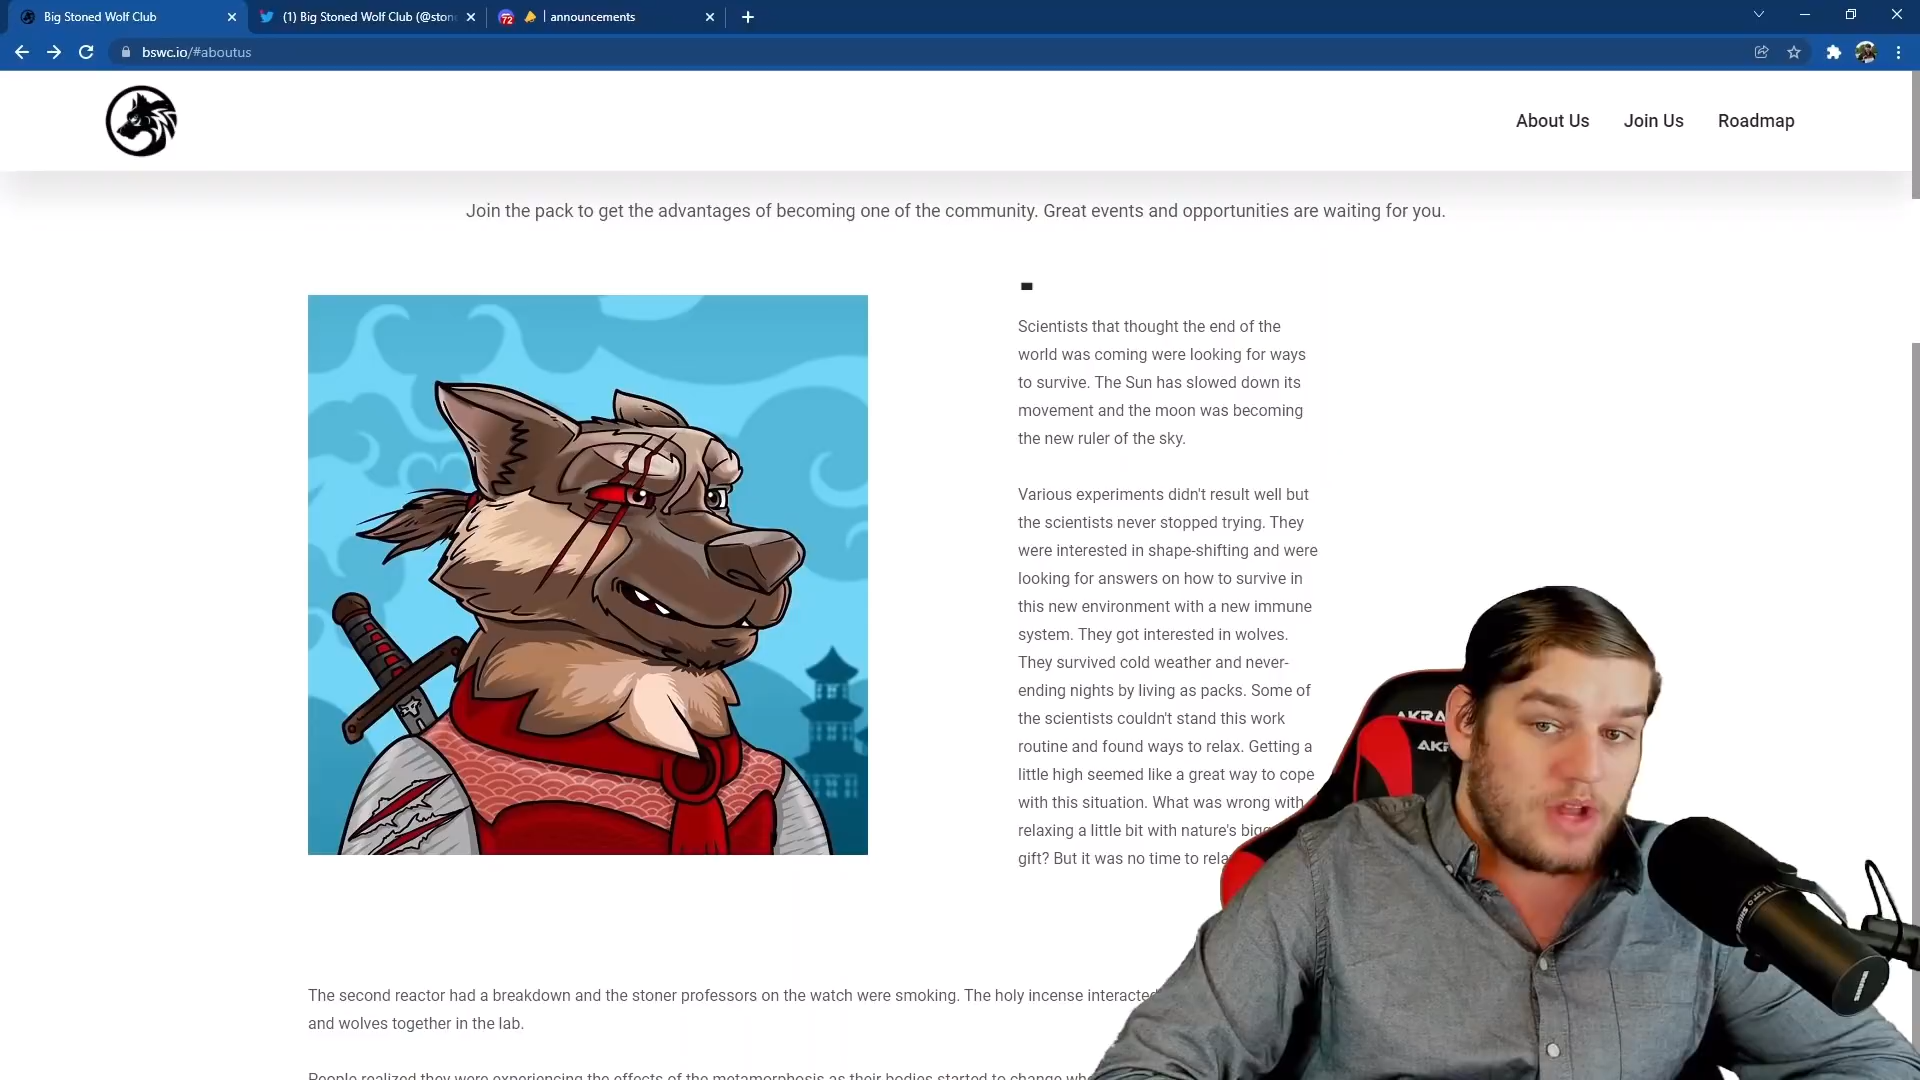 Big Stoned Wolf Club
(1) Big Stoned Wolf Club (@ston
72 | announcements
bswc.io/#aboutus
About Us
Join Us
Roadmap
Join the pack to get the advantages of becoming one of the community. Great events and opportunities are waiting for you.
Scientists that thought the end of the
world was coming were looking for ways
to survive. The Sun has slowed down its
movement and the moon was becoming
the new ruler of the sky.
Various experiments didn't result well but
the scientists never stopped trying. They
were interested in shape-shifting and were
looking for answers on how to survive in
this new environment with a new immune
system. They got interested in wolves.
They survived cold weather and never-
ending nights by living as packs. Some of
the scientists couldn't stand this work
routine and found ways to relax. Getting a
little high seemed like a great way to cope
with this situation. What was wrong with
relaxing a little bit with nature's
gift? But it was no time to
AKRA
The second reactor had a breakdown and the stoner professors on the watch were smoking. The holy incense interacted
and wolves together in the lab.
People realized they were experiencing the effects of the metamorphosis as their bodies started to change